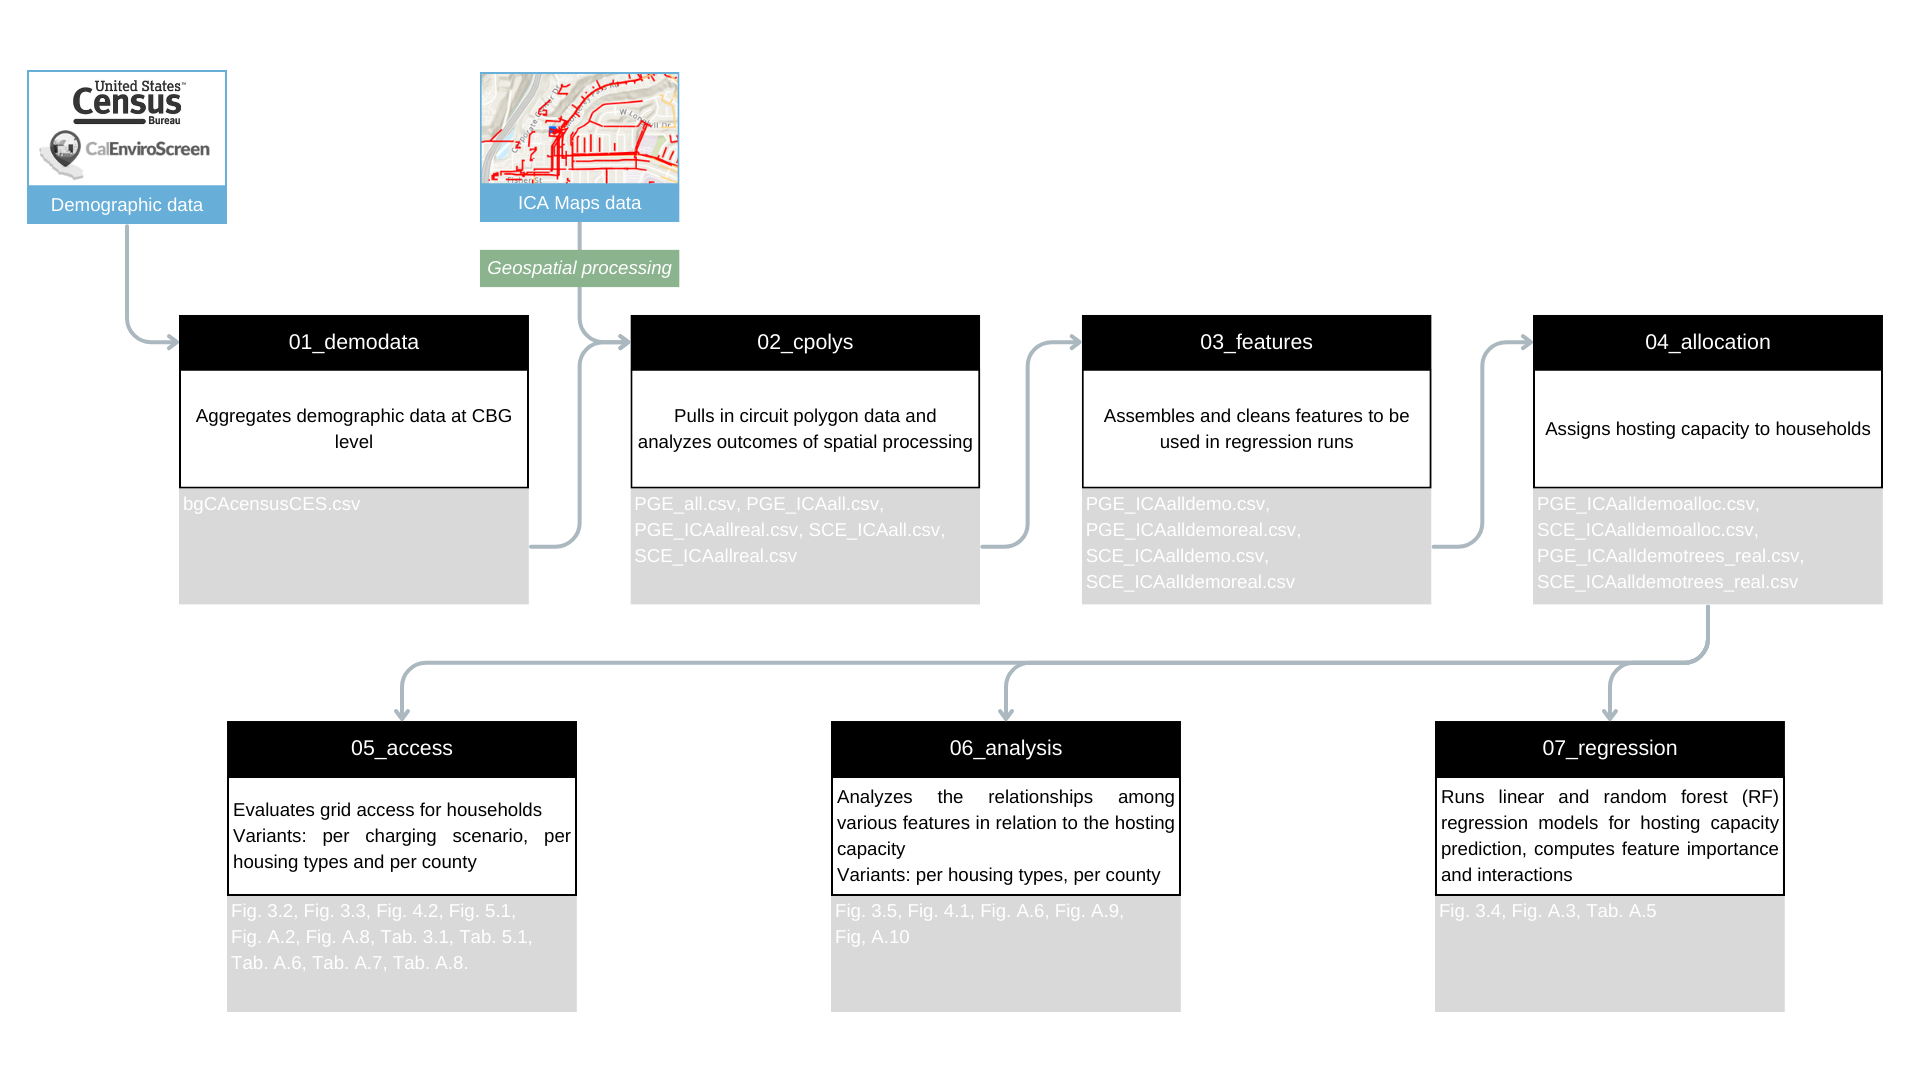 United States™
Census
Bureau
CalEnviroScreen
Demographic data
W Lon
Dr
Fisher St
ICA Maps data
Geospatial processing
01_demodata
Aggregates demographic data at CBG
level
bgCAcensusCES.csv
02_cpolys
Pulls in circuit polygon data and
analyzes outcomes of spatial processing
PGE_all.csv, PGE_ICAall.csv,
PGE_ICAallreal.csv, SCE_ICAall.csv,
SCE_ICAallreal.csv
03_features
Assembles and cleans features to be
used in regression runs
PGE_ICAalldemo.csv,
PGE_ICAalldemoreal.csv,
SCE_ICAalldemo.csv,
SCE_ICAalldemoreal.csv
04_allocation
Assigns hosting capacity to households
PGE_ICAalldemoalloc.csv,
SCE_ICAalldemoalloc.csv,
PGE_ICAalldemotrees_real.csv,
SCE_ICAalldemotrees_real.csv
05_access
Evaluates grid access for households
Variants: per charging scenario, per
housing types and per county
Fig. 3.2, Fig. 3.3, Fig. 4.2, Fig. 5.1,
Fig. A.2, Fig. A.8, Tab. 3.1, Tab. 5.1,
Tab. A.6, Tab. A.7, Tab. A.8.
06_analysis
Analyzes the relationships among
various features in relation to the hosting
capacity
Variants: per housing types, per county
Fig. 3.5, Fig. 4.1, Fig. A.6, Fig. A.9,
Fig, A.10
07_regression
Runs linear and random forest (RF)
regression models for hosting capacity
prediction, computes feature importance
and interactions
Fig. 3.4, Fig. A.3, Tab. A.5